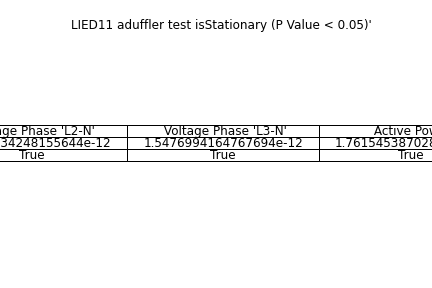 LIED11 aduffler test isStationary (P Value < 0.05)'
ge Phase 'L2-N' Voltage Phase 'L3-N' Active Pow
34248155644e-12 1.5476994164767694e-12 1.761545387028
True True True